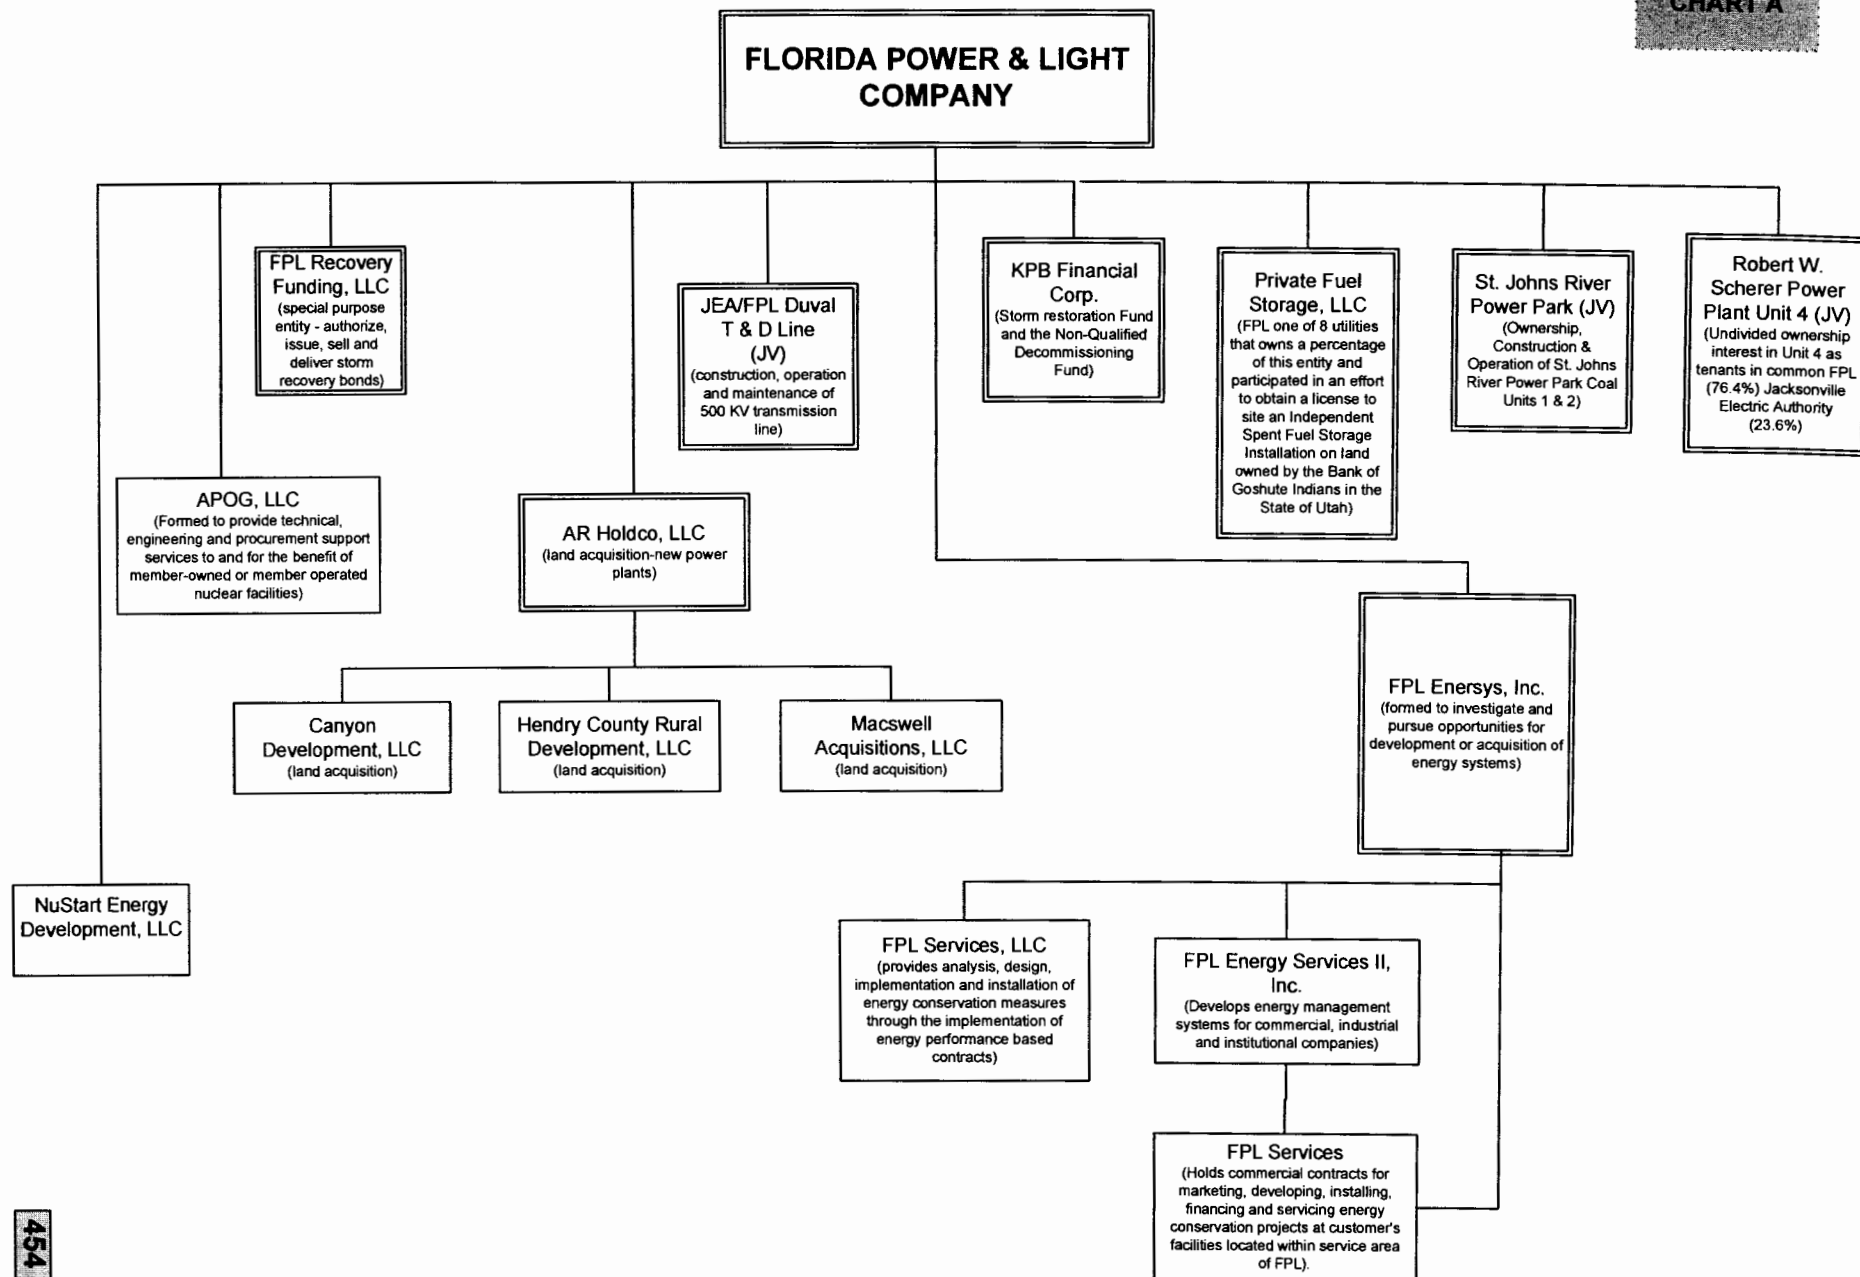 CHART A
FLORIDA POWER & LIGHT
COMPANY
FPL Recovery
Funding, LLC
(special purpose
entity - authorize,
issue, sell and
deliver storm
recovery bonds)
JEA/FPL Duval
T & D Line
(JV)
(construction, operation
and maintenance of
500 KV transmission
line)
KPB Financial
Corp.
(Storm restoration Fund
and the Non-Qualified
Decommissioning
Fund)
Private Fuel
Storage, LLC
(FPL one of 8 utilities
that owns a percentage
of this entity and
participated in an effort
to obtain a license to
site an Independent
Spent Fuel Storage
Installation on land
owned by the Bank of
Goshute Indians in the
State of Utah)
St. Johns River
Power Park (JV)
(Ownership,
Construction &
Operation of St. Johns
River Power Park Coal
Units 1 & 2)
Robert W.
Scherer Power
Plant Unit 4 (JV)
(Undivided ownership
interest in Unit 4 as
tenants in common FPL
(76.4%) Jacksonville
Electric Authority
(23.6%)
APOG, LLC
(Formed to provide technical,
engineering and procurement support
services to and for the benefit of
member-owned or member operated
nuclear facilities)
AR Holdco, LLC
(land acquisition-new power
plants)
Canyon
Development, LLC
(land acquisition)
Hendry County Rural
Development, LLC
(land acquisition)
Macswell
Acquisitions, LLC
(land acquisition)
FPL Enersys, Inc.
(formed to investigate and
pursue opportunities for
development or acquisition of
energy systems)
NuStart Energy
Development, LLC
FPL Services, LLC
(provides analysis, design,
implementation and installation of
energy conservation measures
through the implementation of
energy performance based
contracts)
FPL Energy Services II,
Inc.
(Develops energy management
systems for commercial, industrial
and institutional companies)
FPL Services
(Holds commercial contracts for
marketing, developing, installing,
financing and servicing energy
conservation projects at customer's
facilities located within service area
of FPL).
454